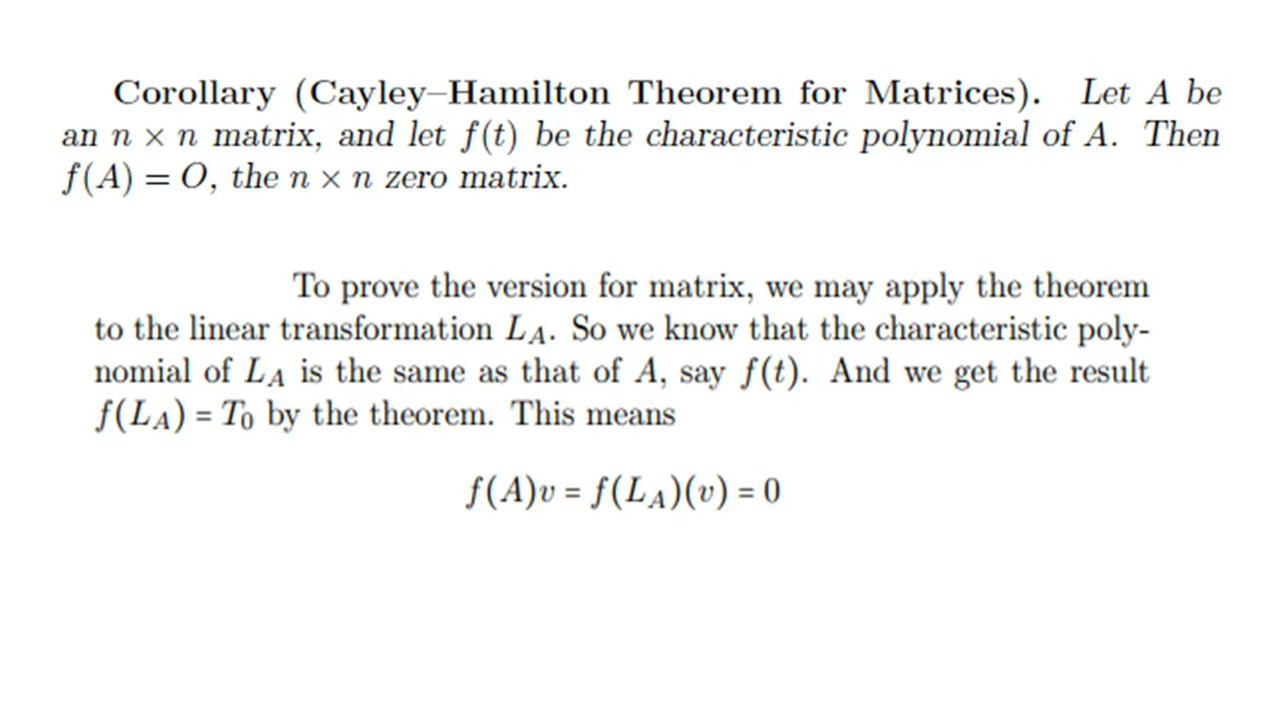 Corollary (Cayley–Hamilton Theorem for Matrices). Let A be
an n × n matrix, and let f(t) be the characteristic polynomial of A. Then
f(A) = O, the n × n zero matrix.
To prove the version for matrix, we may apply the theorem
to the linear transformation L_A. So we know that the characteristic poly-
nomial of L_A is the same as that of A, say f(t). And we get the result
f(L_A) = T_0 by the theorem. This means
f(A)v = f(L_A)(v) = 0